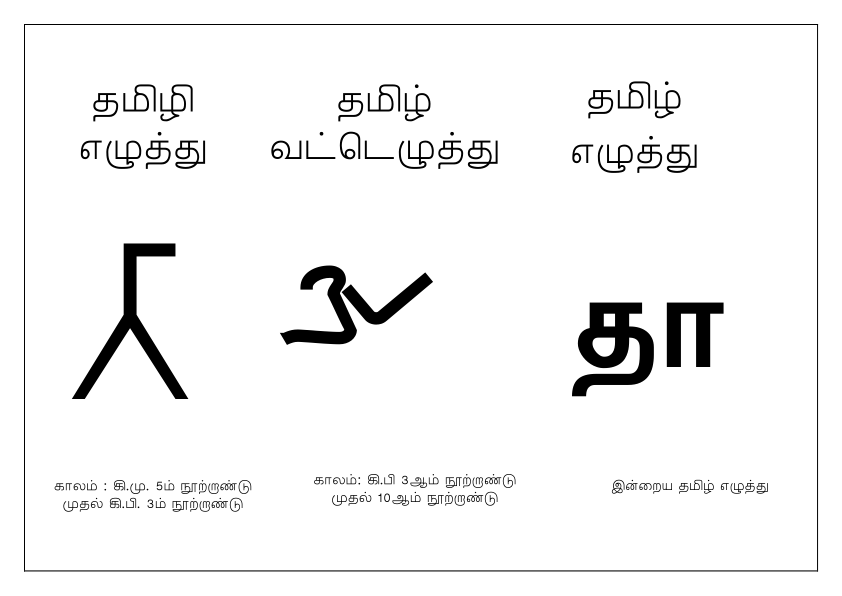 தமிழி
எழுத்து
தமிழ்
வட்டெழுத்து
தமிழ்
எழுத்து
தா
காலம் : கி.மு. 5ம் நூற்றாண்டு
முதல் கி.பி. 3ம் நூற்றாண்டு
காலம்: கி.பி 3ஆம் நூற்றாண்டு
முதல் 10ஆம் நூற்றாண்டு
இன்றைய தமிழ் எழுத்து